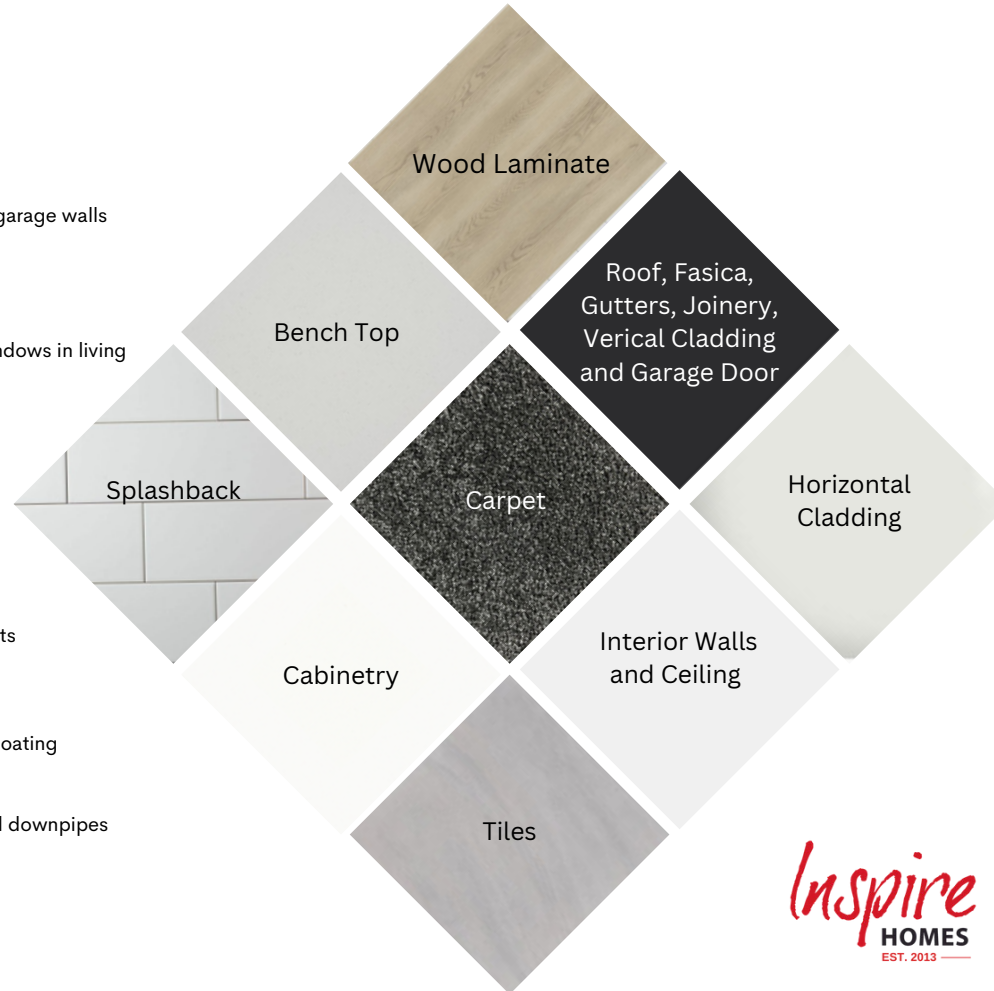 garage walls
ndows in living
ts
oating
l downpipes
Wood Laminate
Bench Top
Roof, Fasica,
Gutters, Joinery,
Verical Cladding
and Garage Door
Splashback
Carpet
Horizontal
Cladding
Cabinetry
Interior Walls
and Ceiling
Tiles
Inspire
HOMES
EST. 2013